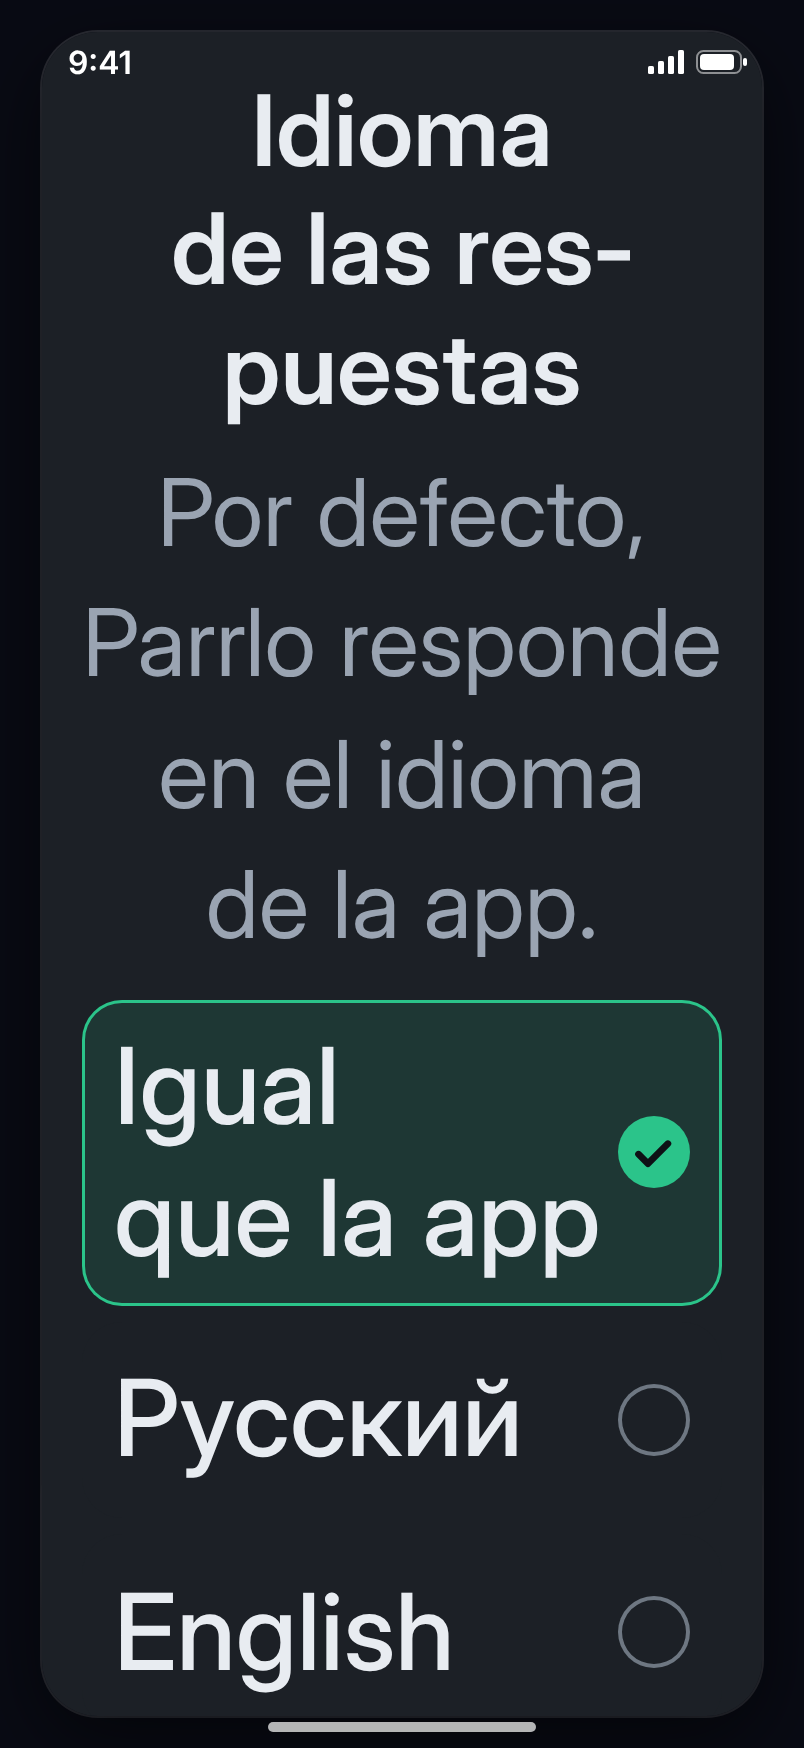 9:41
Idioma
de las res-
puestas
Por defecto,
Parrlo responde
en el idioma
de la app.
Igual
que la app
Русский
English